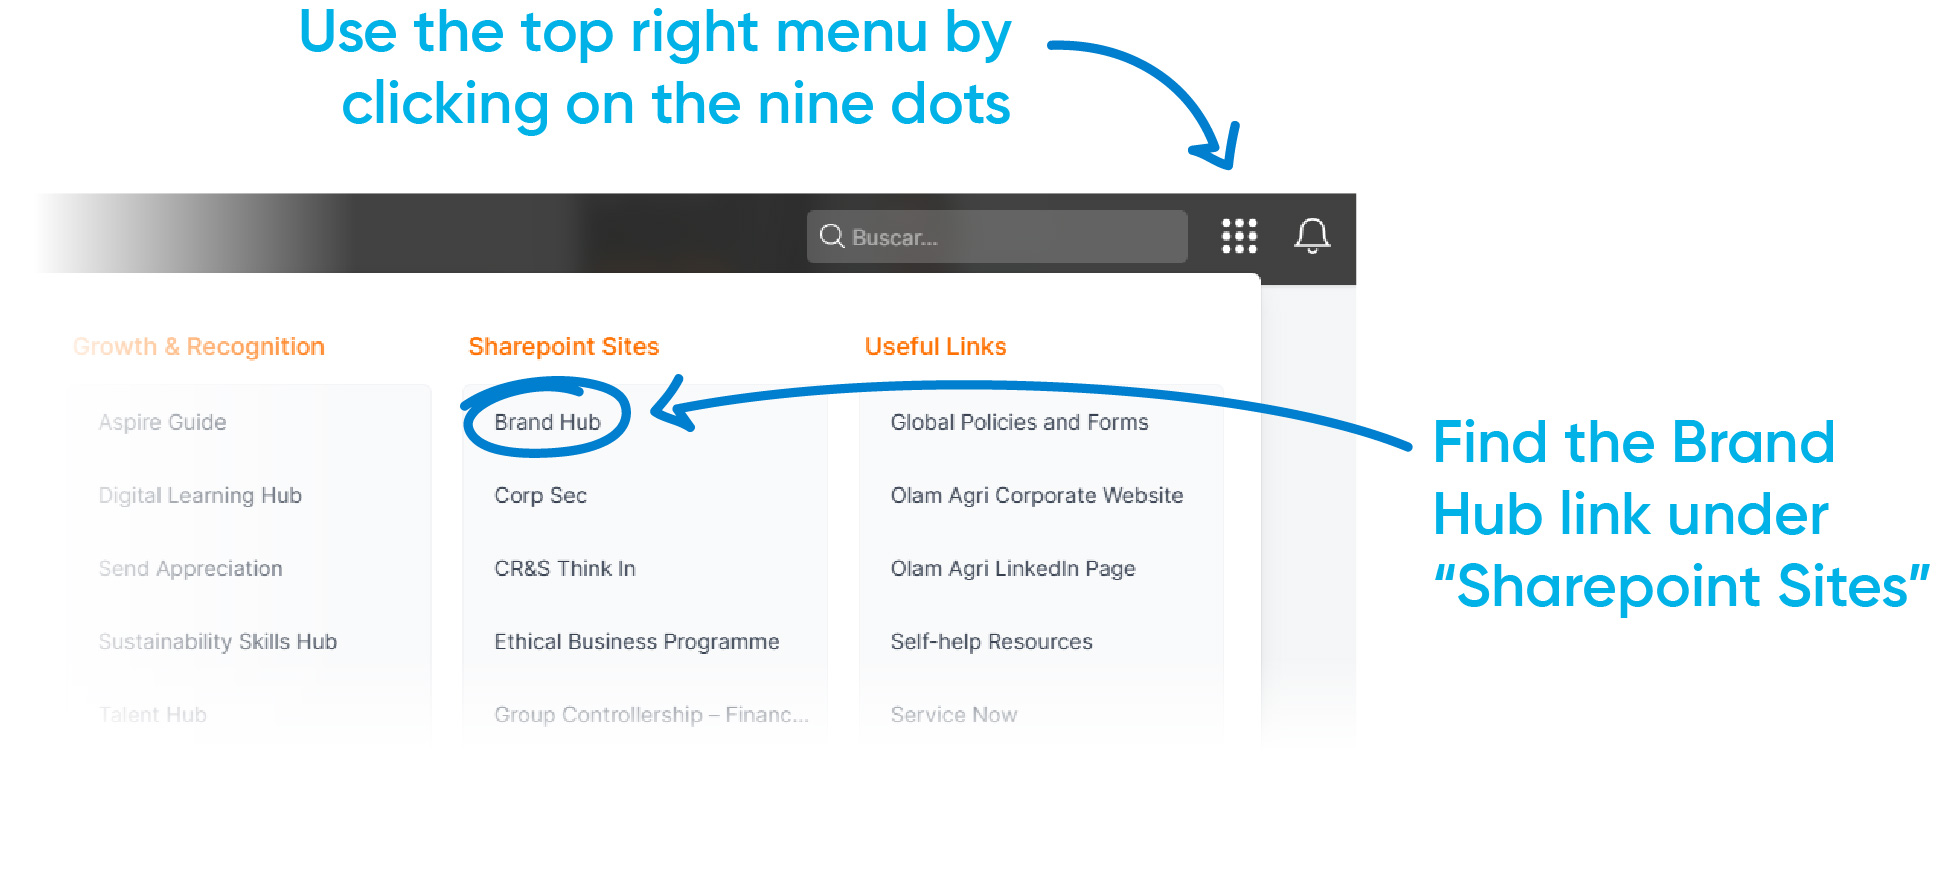 Use the top right menu by
clicking on the nine dots
Buscar...
Growth & Recognition
Aspire Guide
Digital Learning Hub
Send Appreciation
Sustainability Skills Hub
Talent Hub
Sharepoint Sites
Brand Hub
Corp Sec
CR&S Think In
Ethical Business Programme
Group Controllership – Financ...
Useful Links
Global Policies and Forms
Olam Agri Corporate Website
Olam Agri LinkedIn Page
Self-help Resources
Service Now
Find the Brand
Hub link under
“Sharepoint Sites”